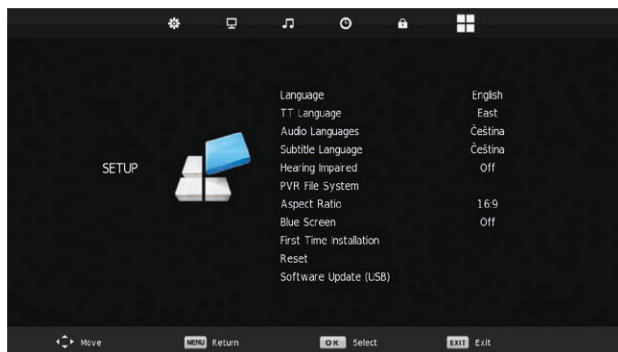 Language English
TT Language East
Audio Languages Čeština
Subtitle Language Čeština
SETUP
Hearing Impaired Off
PVR File System
Aspect Ratio 16:9
Blue Screen Off
First Time Installation
Reset
Software Update (USB)
Move MENU Return OK Select EXIT Exit